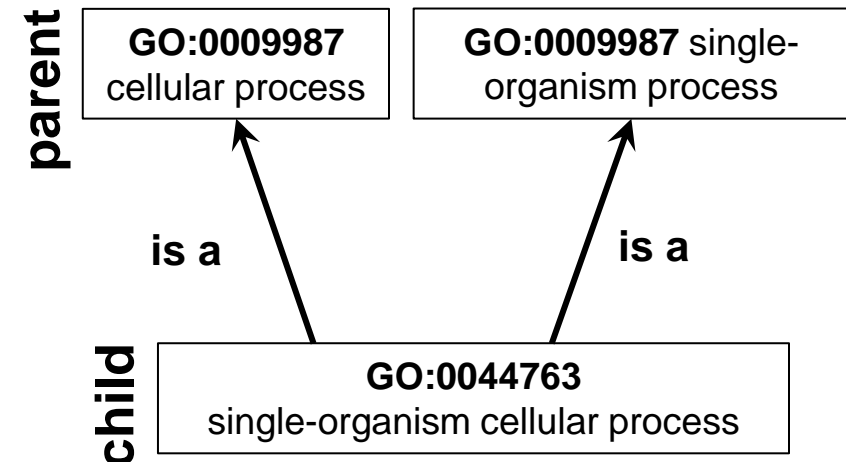 parent
GO:0009987
cellular process
GO:0009987 single-
organism process
is a
is a
child
GO:0044763
single-organism cellular process